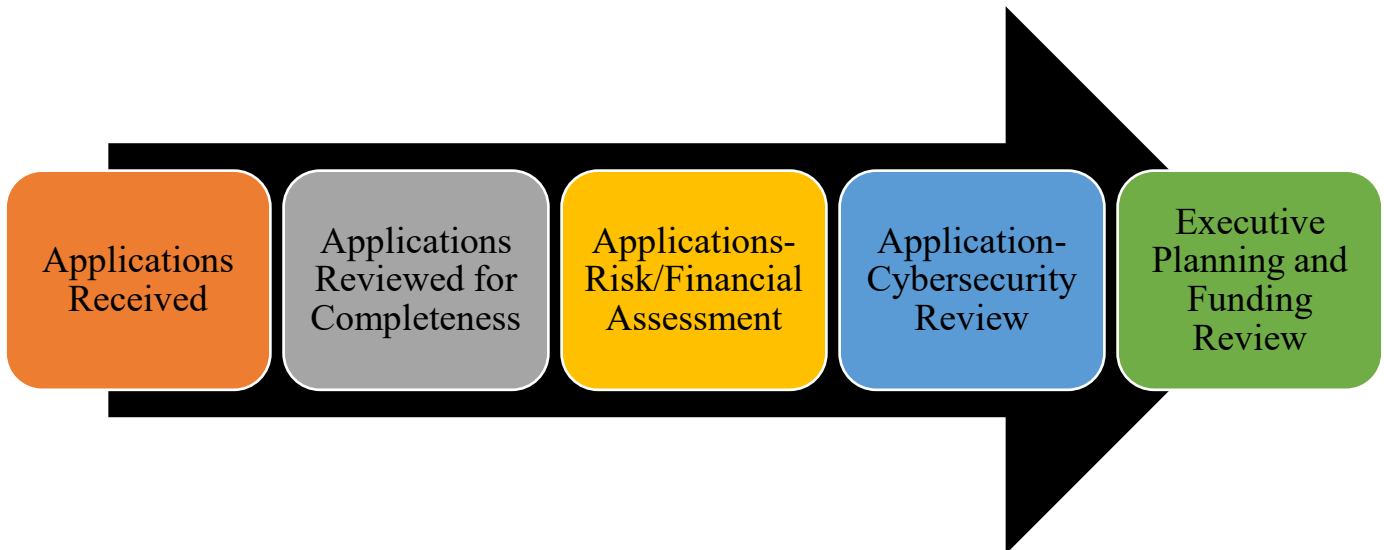 Applications
Received
Applications
Reviewed for
Completeness
Applications-
Risk/Financial
Assessment
Application-
Cybersecurity
Review
Executive
Planning and
Funding
Review